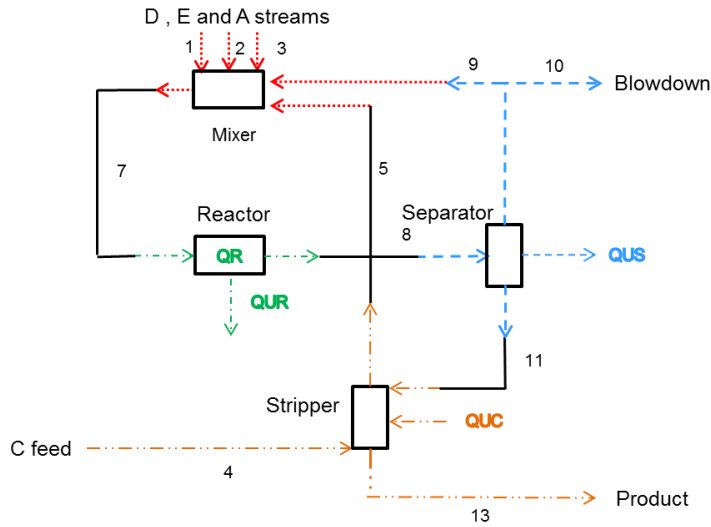 D , E and A streams
1 2 3
9 10
Blowdown
Mixer
7
5
Reactor
Separator
8
QR
QUS
QUR
11
Stripper
QUC
C feed
4
Product
13